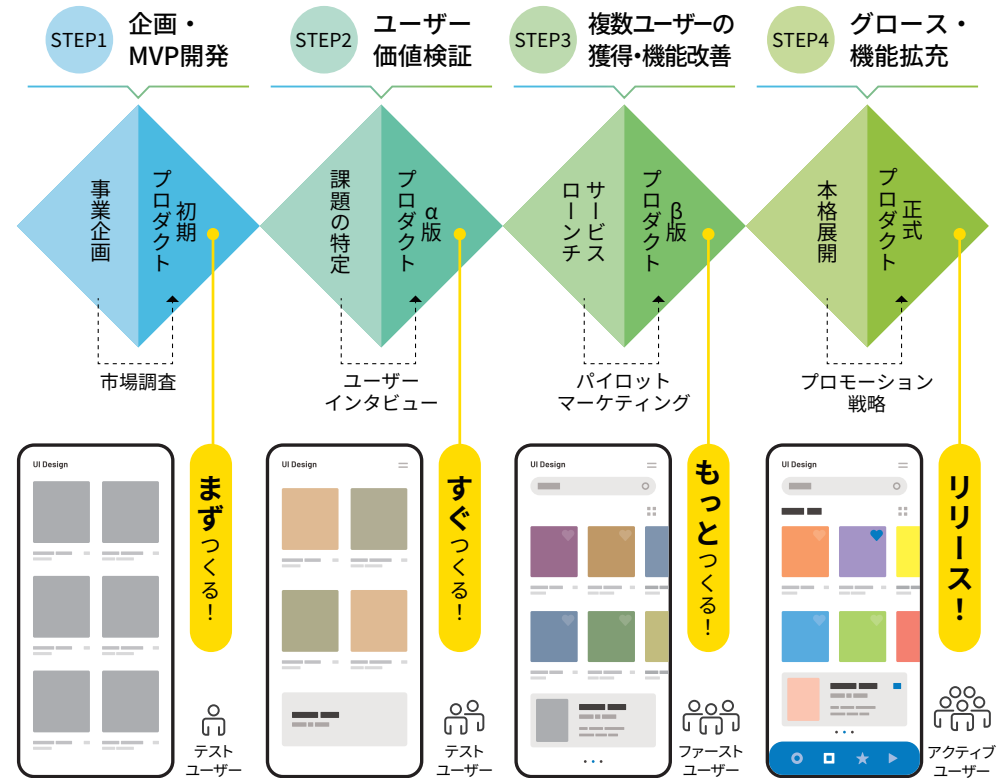 STEP1
企画・
MVP開発
STEP2
ユーザー
価値検証
STEP3
複数ユーザーの
獲得・機能改善
STEP4
グロース・
機能拡充
事業企画
初期
プロダクト
市場調査
課題の特定
α版
プロダクト
ユーザー
インタビュー
サービス
ローンチ
β版
プロダクト
パイロット
マーケティング
本格展開
正式
プロダクト
プロモーション
戦略
UI Design
まずつくる!
テスト
ユーザー
UI Design
すぐつくる!
テスト
ユーザー
UI Design
もっとつくる!
ファースト
ユーザー
UI Design
リリース!
アクティブ
ユーザー